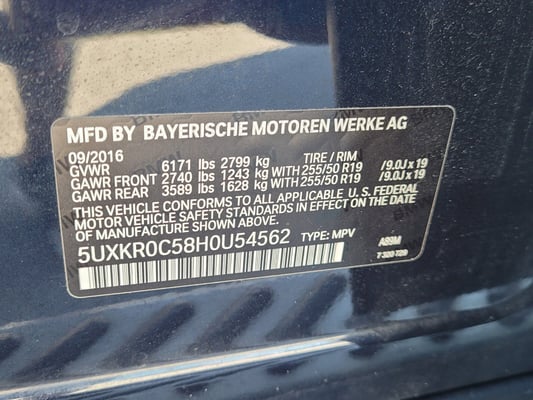 MFD BY BAYERISCHE MOTOREN WERKE AG
09/2016 TIRE / RIM
GVWR 6171 lbs 2799 kg
GAWR FRONT 2740 lbs 1243 kg WITH 255/50 R19 /9.0J x 19
GAWR REAR 3589 lbs 1628 kg WITH 255/50 R19 /9.0J x 19
THIS VEHICLE CONFORMS TO ALL APPLICABLE U.S. FEDERAL
MOTOR VEHICLE SAFETY STANDARDS IN EFFECT ON THE
DATE OF MANUFACTURE SHOWN ABOVE.
5UXKR0C58H0U54562 TYPE: MPV
A89M